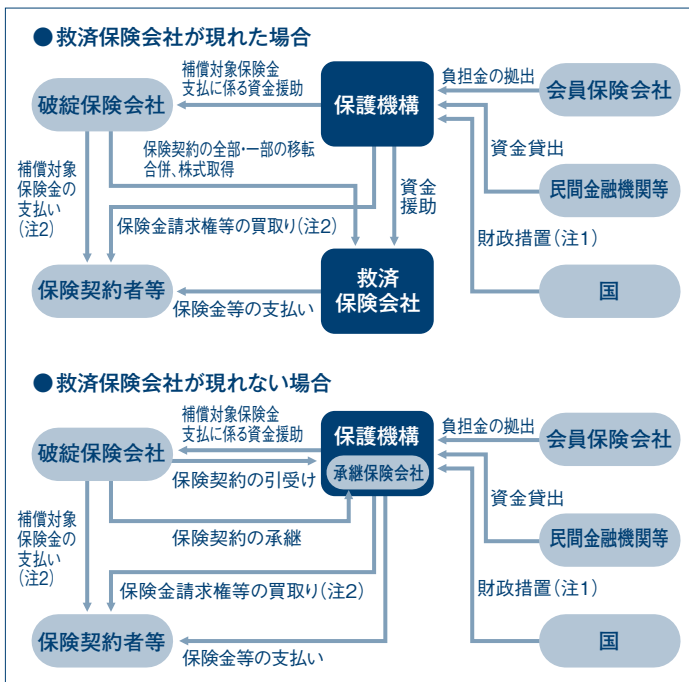 ●救済保険会社が現れた場合
補償対象保険金
支払に係る資金援助
負担金の拠出
破綻保険会社
保護機構
会員保険会社
保険契約の全部・一部の移転
合併、株式取得
資金貸出
補償対象
保険金の
支払い
(注2)
資金
援助
民間金融機関等
保険金請求権等の買取り(注2)
財政措置(注1)
保険契約者等
救済
保険会社
国
保険金等の支払い
●救済保険会社が現れない場合
補償対象保険金
支払に係る資金援助
負担金の拠出
破綻保険会社
保護機構
承継保険会社
会員保険会社
保険契約の引受け
資金貸出
補償対象
保険金の
支払い
(注2)
保険契約の承継
民間金融機関等
保険金請求権等の買取り(注2)
財政措置(注1)
保険契約者等
国
保険金等の支払い